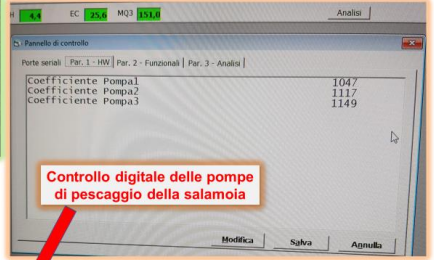 H 4,4 EC 25,6 MQ3 151,0 Analisi
Pannello di controllo
Porte seriali Par. 1 - HW Par. 2 - Funzionali Par. 3 - Analisi
Coefficiente Pompa1 1047
Coefficiente Pompa2 1117
Coefficiente Pompa3 1149
Controllo digitale delle pompe
di pescaggio della salamoia
Modifica Salva Annulla